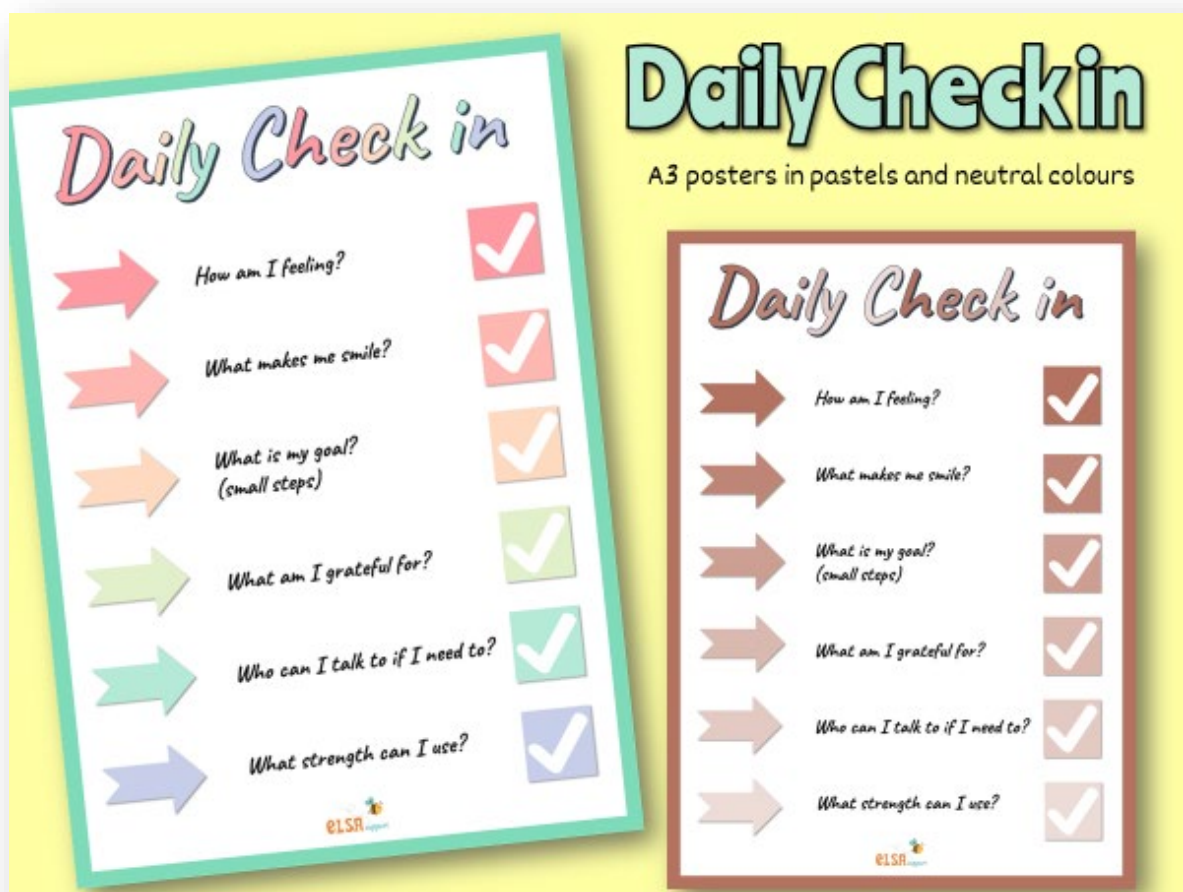 Daily Check in
How am I feeling?
What makes me smile?
What is my goal?
(small steps)
What am I grateful for?
Who can I talk to if I need to?
What strength can I use?
eLSA support
Daily Check in
A3 posters in pastels and neutral colours
Daily Check in
How am I feeling?
What makes me smile?
What is my goal?
(small steps)
What am I grateful for?
Who can I talk to if I need to?
What strength can I use?
eLSA support